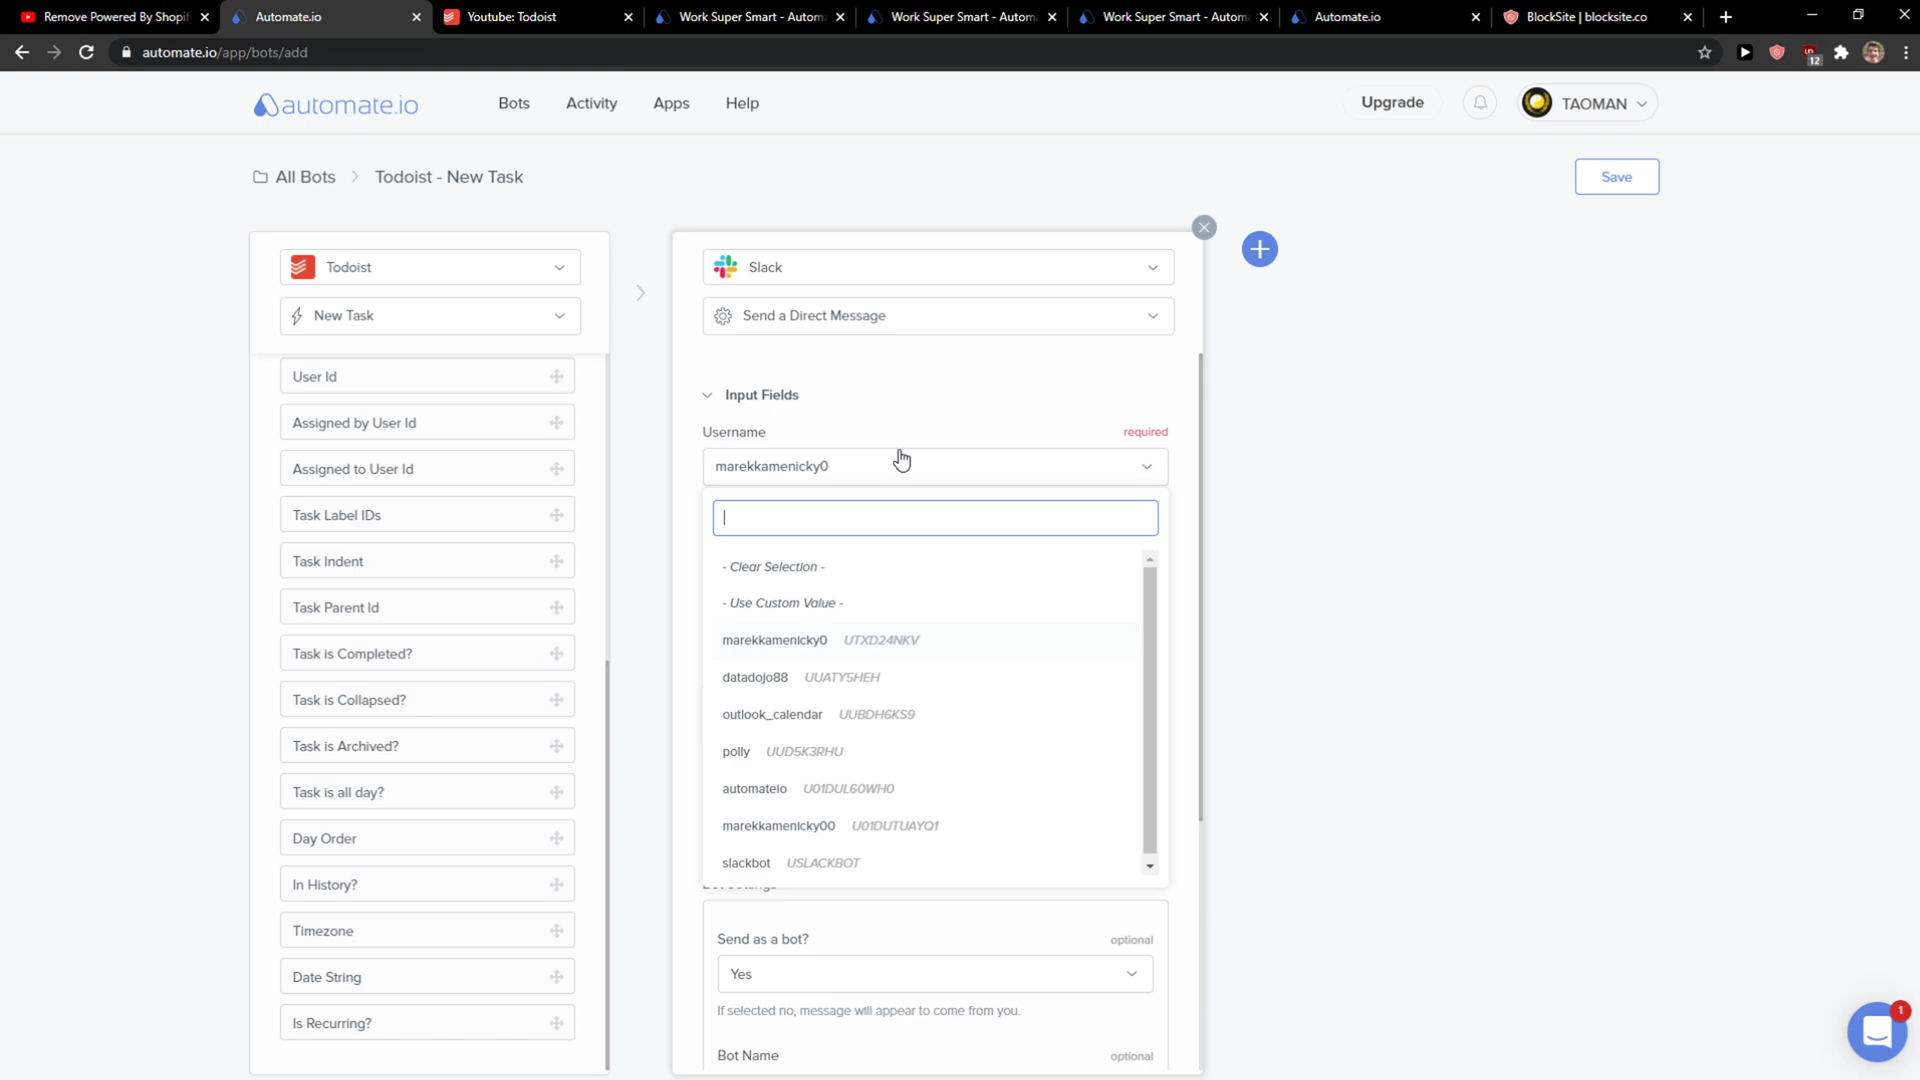 Remove Powered By Shopif
Automate.io
Youtube: Todoist
Work Super Smart - Autom
Work Super Smart - Autom
Work Super Smart - Autom
Automate.io
BlockSite | blocksite.co
automate.io/app/bots/add
12
automate.io
Bots
Activity
Apps
Help
Upgrade
TAOMAN
All Bots
Todoist - New Task
Save
Todoist
New Task
User Id
Assigned by User Id
Assigned to User Id
Task Label IDs
Task Indent
Task Parent Id
Task is Completed?
Task is Collapsed?
Task is Archived?
Task is all day?
Day Order
In History?
Timezone
Date String
Is Recurring?
Slack
Send a Direct Message
Input Fields
Username required
marekkamenicky0
- Clear Selection -
- Use Custom Value -
marekkamenicky0 UTXD24NKV
datadojo88 UUATY5HEH
outlook_calendar UUBDH6KS9
polly UUD5K3RHU
automateio U01DUL60WH0
marekkamenicky00 U01DUTUAYQ1
slackbot USLACKBOT
Send as a bot? optional
Yes
If selected no, message will appear to come from you.
Bot Name optional
1